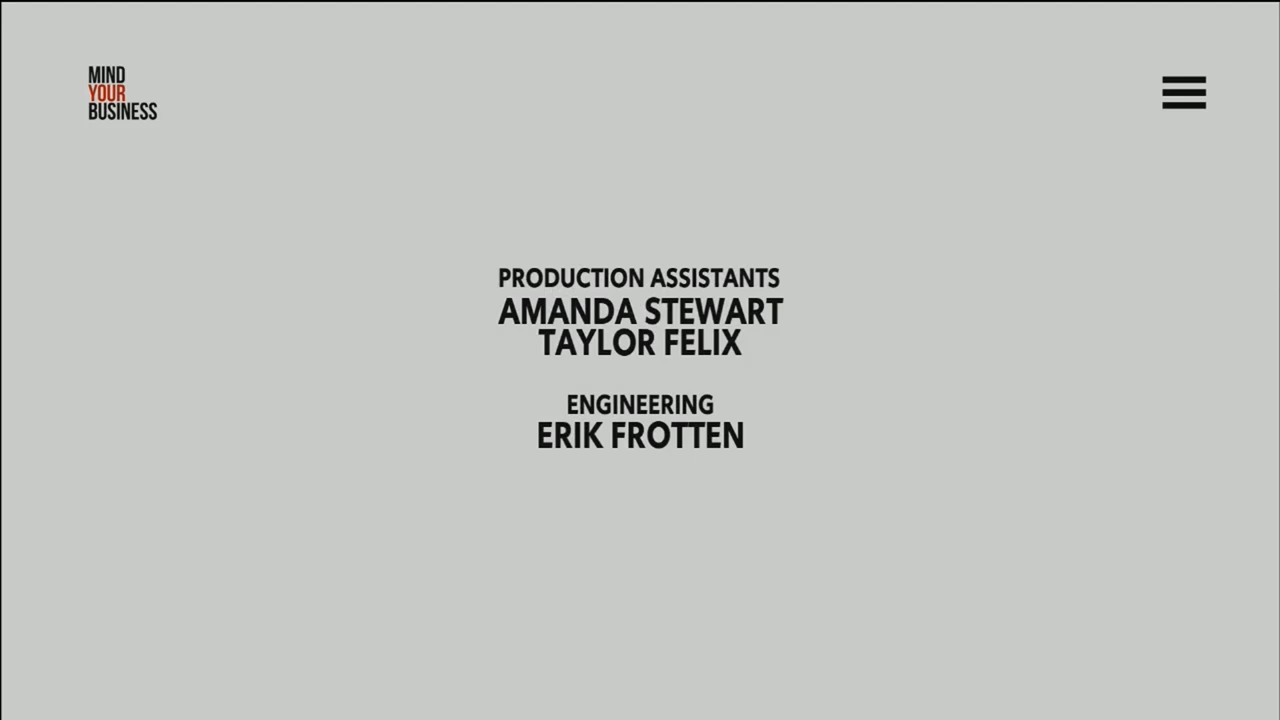 MIND
YOUR
BUSINESS
PRODUCTION ASSISTANTS
AMANDA STEWART
TAYLOR FELIX
ENGINEERING
ERIK FROTTEN